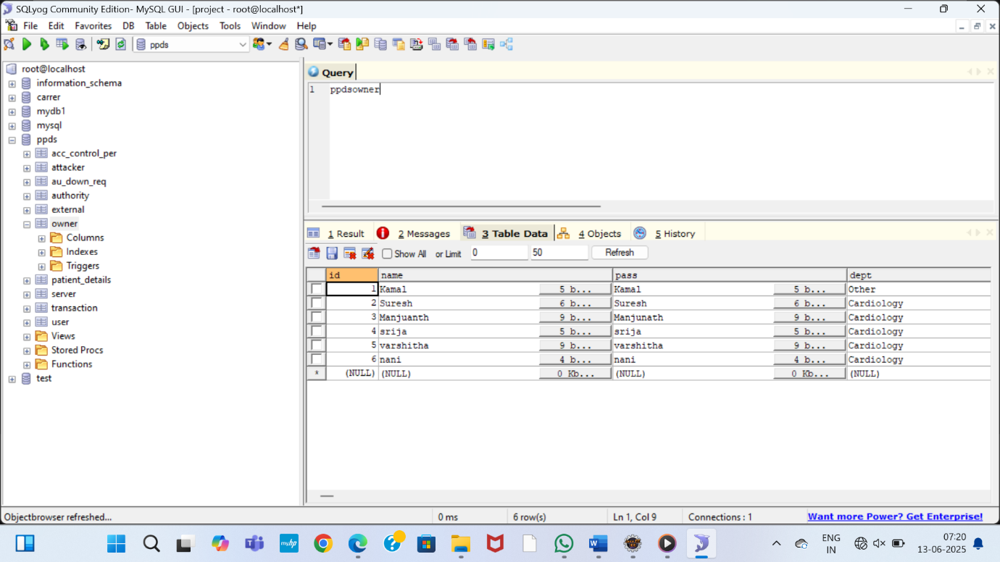 SQLyog Community Edition- MySQL GUI - [project - root@localhost*]
File Edit Favorites DB Table Objects Tools Window Help
ppds
root@localhost
information_schema
carrer
mydb1
mysql
ppds
acc_control_per
attacker
au_down_req
authority
external
owner
Columns
Indexes
Triggers
patient_details
server
transaction
user
Views
Stored Procs
Functions
test
Query
1 ppdsowner
1 Result 2 Messages 3 Table Data 4 Objects 5 History
Show All or Limit 0 50 Refresh
id name pass dept
1 Kamal 5 b... Kamal 5 b... Other
2 Suresh 6 b... Suresh 6 b... Cardiology
3 Manjuanth 9 b... Manjunath 9 b... Cardiology
4 srija 5 b... srija 5 b... Cardiology
5 varshitha 9 b... varshitha 9 b... Cardiology
6 nani 4 b... nani 4 b... Cardiology
* (NULL) (NULL) 0 Kb... (NULL) 0 Kb... (NULL)
Objectbrowser refreshed... 0 ms 6 row(s) Ln 1, Col 9 Connections : 1 Want more Power? Get Enterprise!
myhp
ENG
IN
07:20
13-06-2025